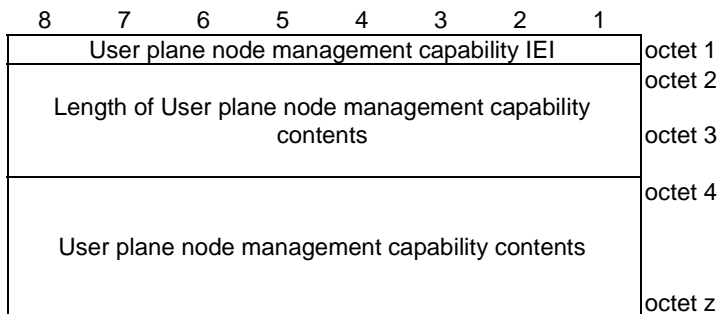 8 7 6 5 4 3 2 1
User plane node management capability IEI octet 1
octet 2
Length of User plane node management capability
contents octet 3
octet 4
User plane node management capability contents
octet z